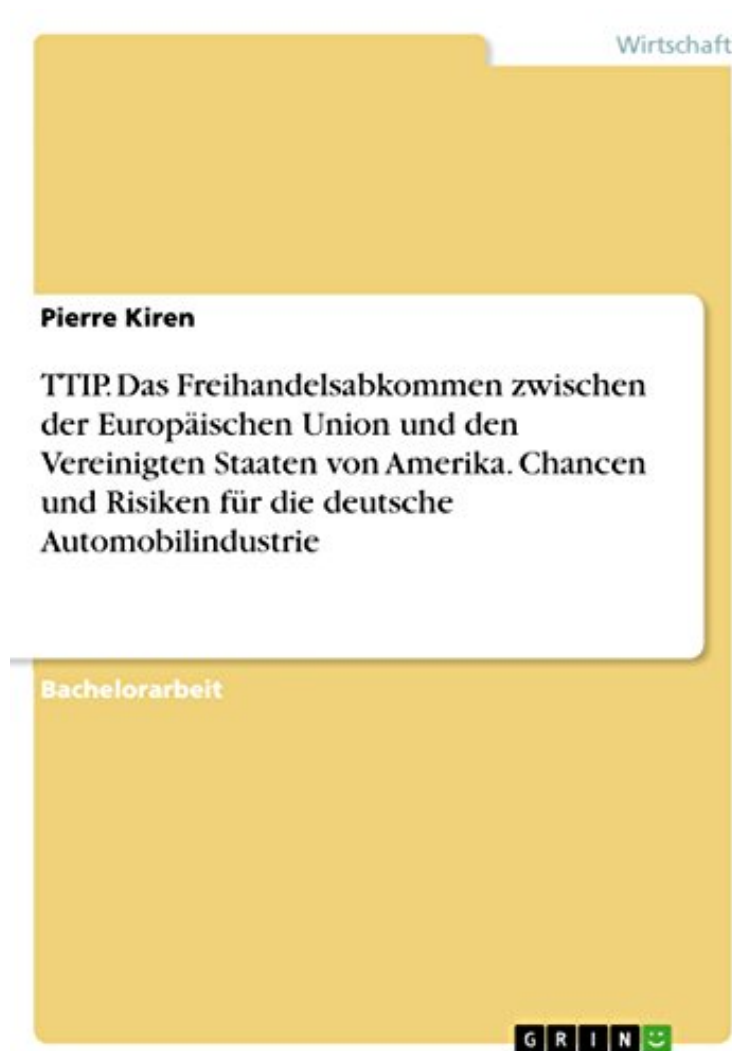 Wirtschaft
Pierre Kiren
TTIP. Das Freihandelsabkommen zwischen
der Europäischen Union und den
Vereinigten Staaten von Amerika. Chancen
und Risiken für die deutsche
Automobilindustrie
Bachelorarbeit
GRIN